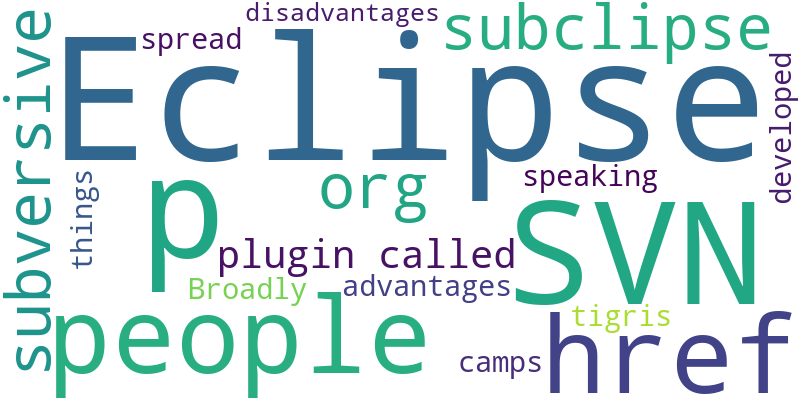 disadvantages
subclipse
spread
Eclipse
subversive
developed
things
p
org
speaking
SVN
plugin called
Broadly
advantages
tigris
people
camps
href